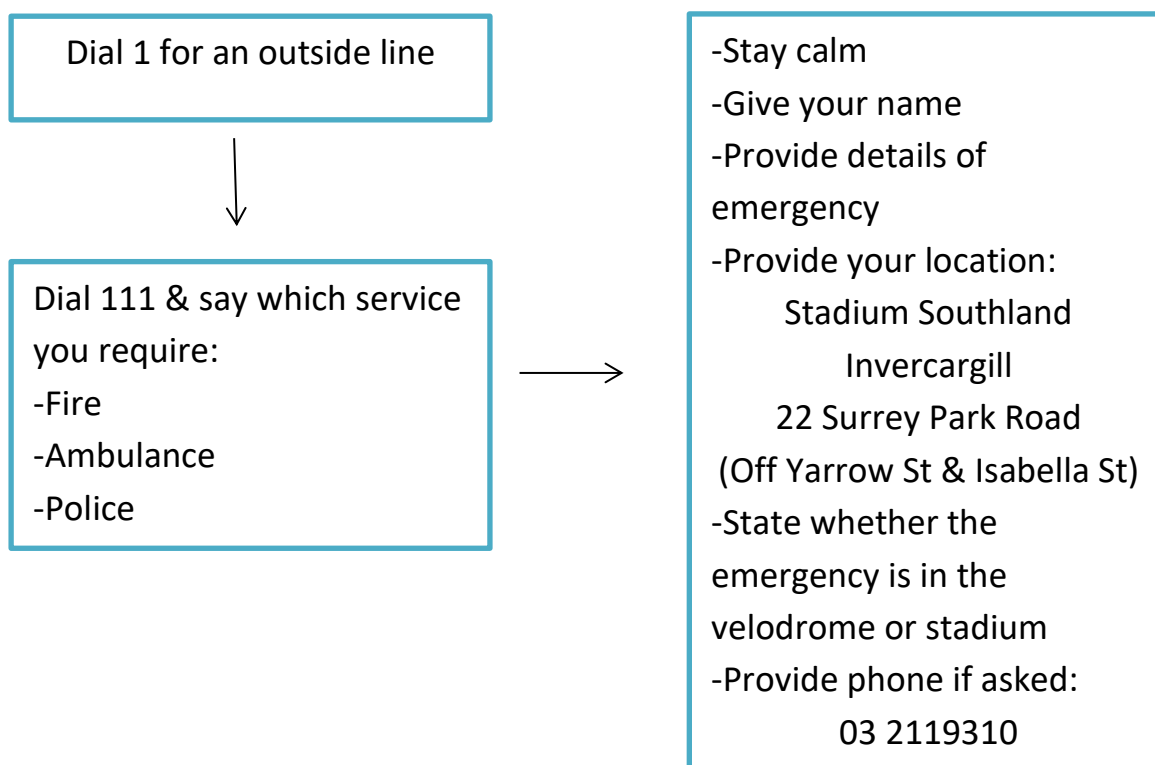 Dial 1 for an outside line
Dial 111 & say which service
you require:
-Fire
-Ambulance
-Police
-Stay calm
-Give your name
-Provide details of
emergency
-Provide your location:
Stadium Southland
Invercargill
22 Surrey Park Road
(Off Yarrow St & Isabella St)
-State whether the
emergency is in the
velodrome or stadium
-Provide phone if asked:
03 2119310